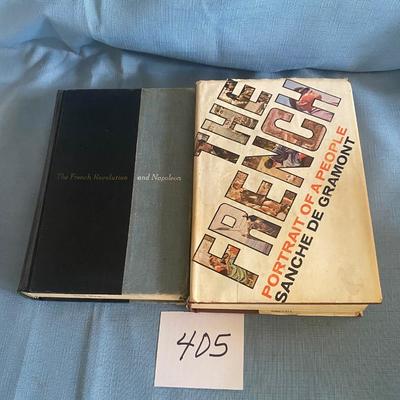 The French Revolution and Napoleon
THE
FRENCH
PORTRAIT OF A PEOPLE
SANCHE DE GRAMONT
405